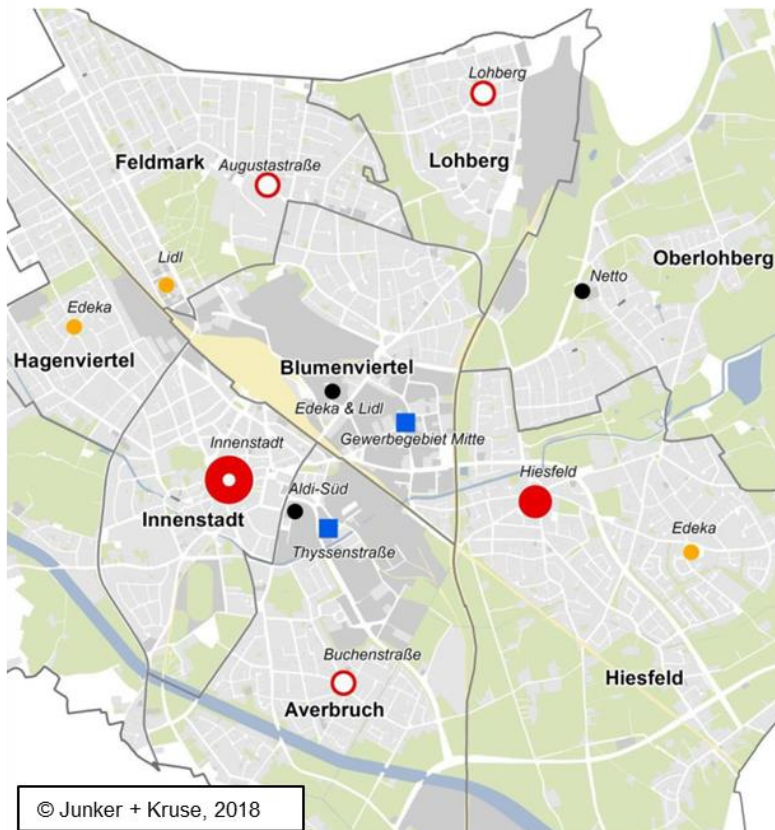 Lohberg
Feldmark
Augustastraße
Lohberg
Lidl
Oberlohberg
Netto
Edeka
Hagenviertel
Blumenviertel
Edeka & Lidl
Innenstadt
Gewerbegebiet Mitte
Hiesfeld
Aldi-Süd
Innenstadt
Thyssenstraße
Edeka
Buchenstraße
Hiesfeld
Averbruch
© Junker + Kruse, 2018